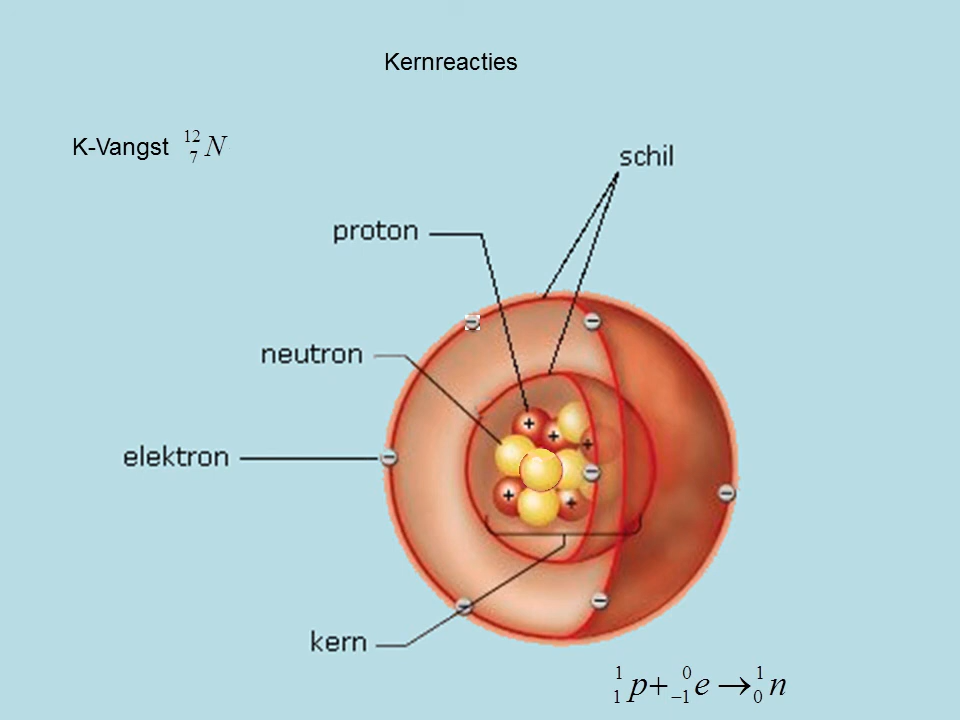 Kernreacties
K-Vangst ¹²₇N
schil
proton
neutron
elektron
kern
¹₁p + ⁰₋₁e → ¹₀n